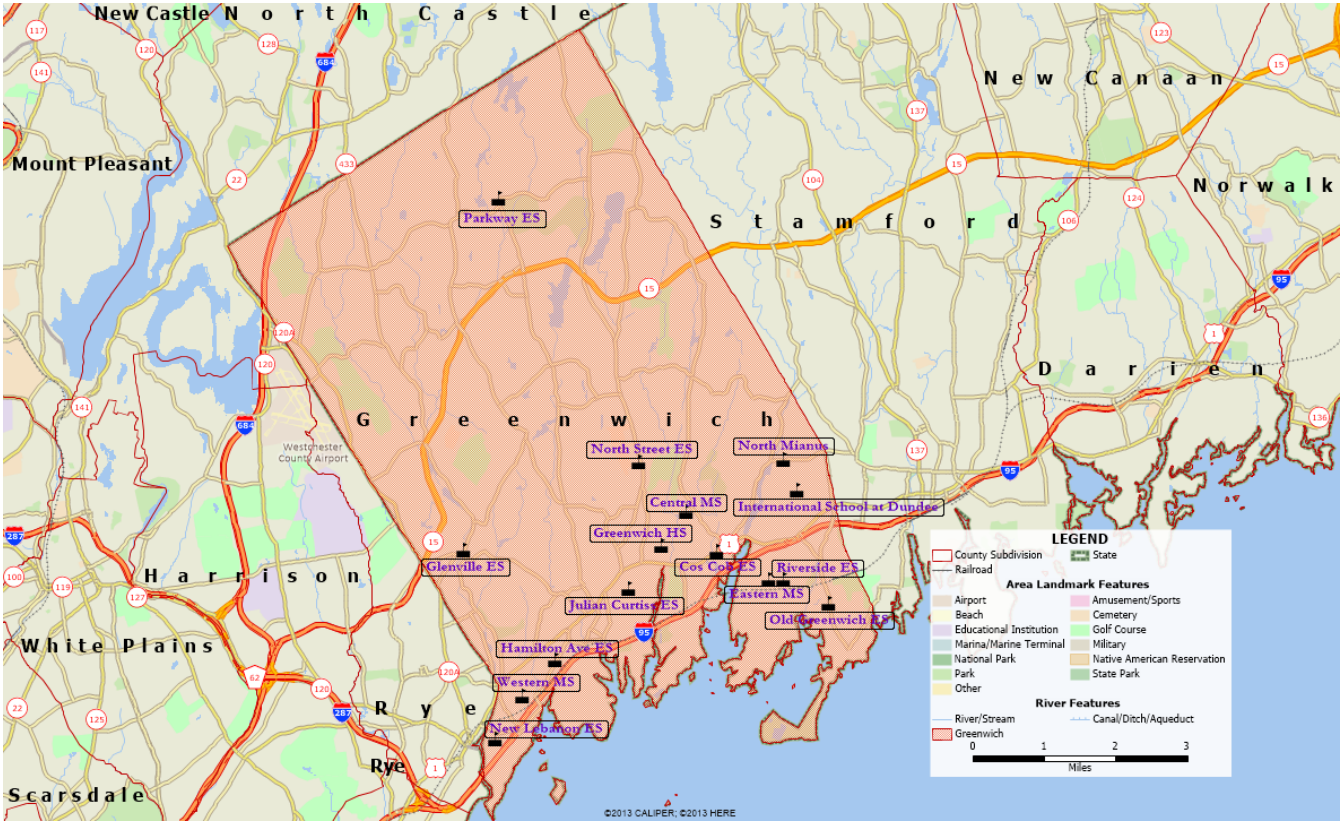 New Castle
North Castle
117
120
128
684
141
123
15
New Canaan
137
Mount Pleasant
433
22
15
104
124
Norwalk
Parkway ES
Stamford
106
15
95
120A
1
120
Darien
141
684
136
Greenwich
Westchester
County Airport
North Street ES
North Mianus
137
95
Central MS
International School at Dundee
287
Greenwich HS
1
15
Glenville ES
Cos Cob ES
Riverside ES
100
119
Harrison
127
Eastern MS
Julian Curtiss ES
Old Greenwich ES
95
White Plains
Hamilton Ave ES
120A
62
120
Western MS
22
125
287
Rye
New Lebanon ES
Rye
1
Scarsdale
LEGEND
County Subdivision
State
Railroad
Area Landmark Features
Airport
Amusement/Sports
Beach
Cemetery
Educational Institution
Golf Course
Marina/Marine Terminal
Military
National Park
Native American Reservation
Park
State Park
Other
River Features
River/Stream
Canal/Ditch/Aqueduct
Greenwich
0 1 2 3
Miles
©2013 CALIPER; ©2013 HERE